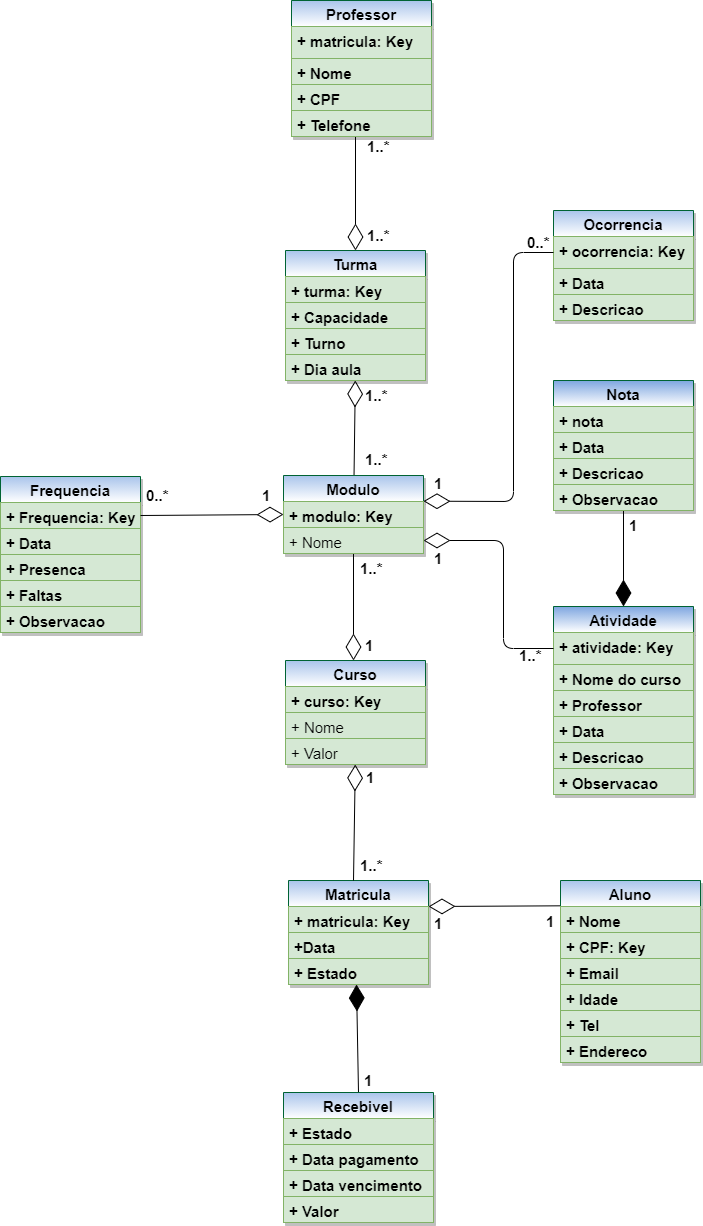 Professor
+ matricula: Key
+ Nome
+ CPF
+ Telefone
1..*
1..*
Turma
+ turma: Key
+ Capacidade
+ Turno
+ Dia aula
1..*
1..*
Ocorrencia
+ ocorrencia: Key
+ Data
+ Descricao
0..*
Nota
+ nota
+ Data
+ Descricao
+ Observacao
1
Frequencia
+ Frequencia: Key
+ Data
+ Presenca
+ Faltas
+ Observacao
0..*
1
Modulo
+ modulo: Key
+ Nome
1
1
1..*
1..*
Atividade
+ atividade: Key
+ Nome do curso
+ Professor
+ Data
+ Descricao
+ Observacao
1
Curso
+ curso: Key
+ Nome
+ Valor
1
1..*
Matricula
+ matricula: Key
+Data
+ Estado
1
1
Aluno
+ Nome
+ CPF: Key
+ Email
+ Idade
+ Tel
+ Endereco
1
Recebivel
+ Estado
+ Data pagamento
+ Data vencimento
+ Valor